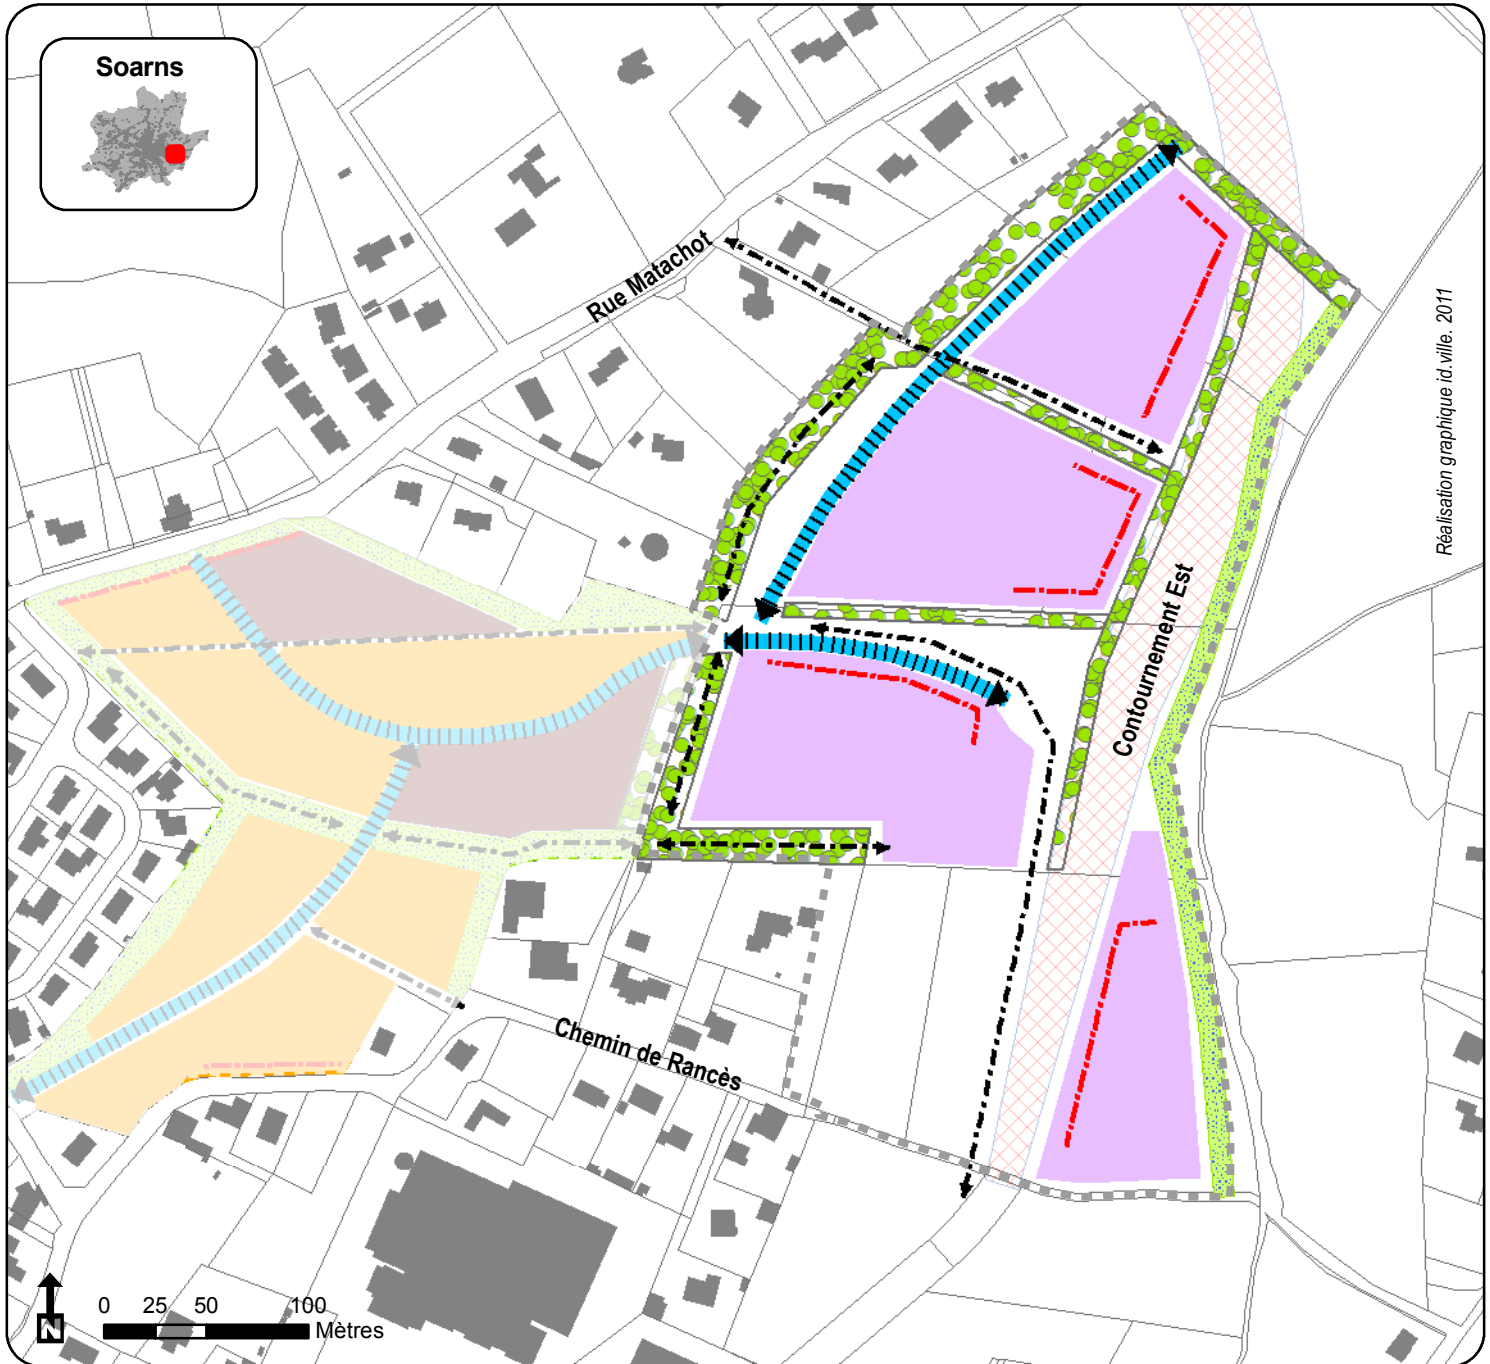 Soarns
Rue Matachot
Réalisation graphique id.ville. 2011
Contournement Est
Chemin de Rancès
0 25 50 100
Mètres
N